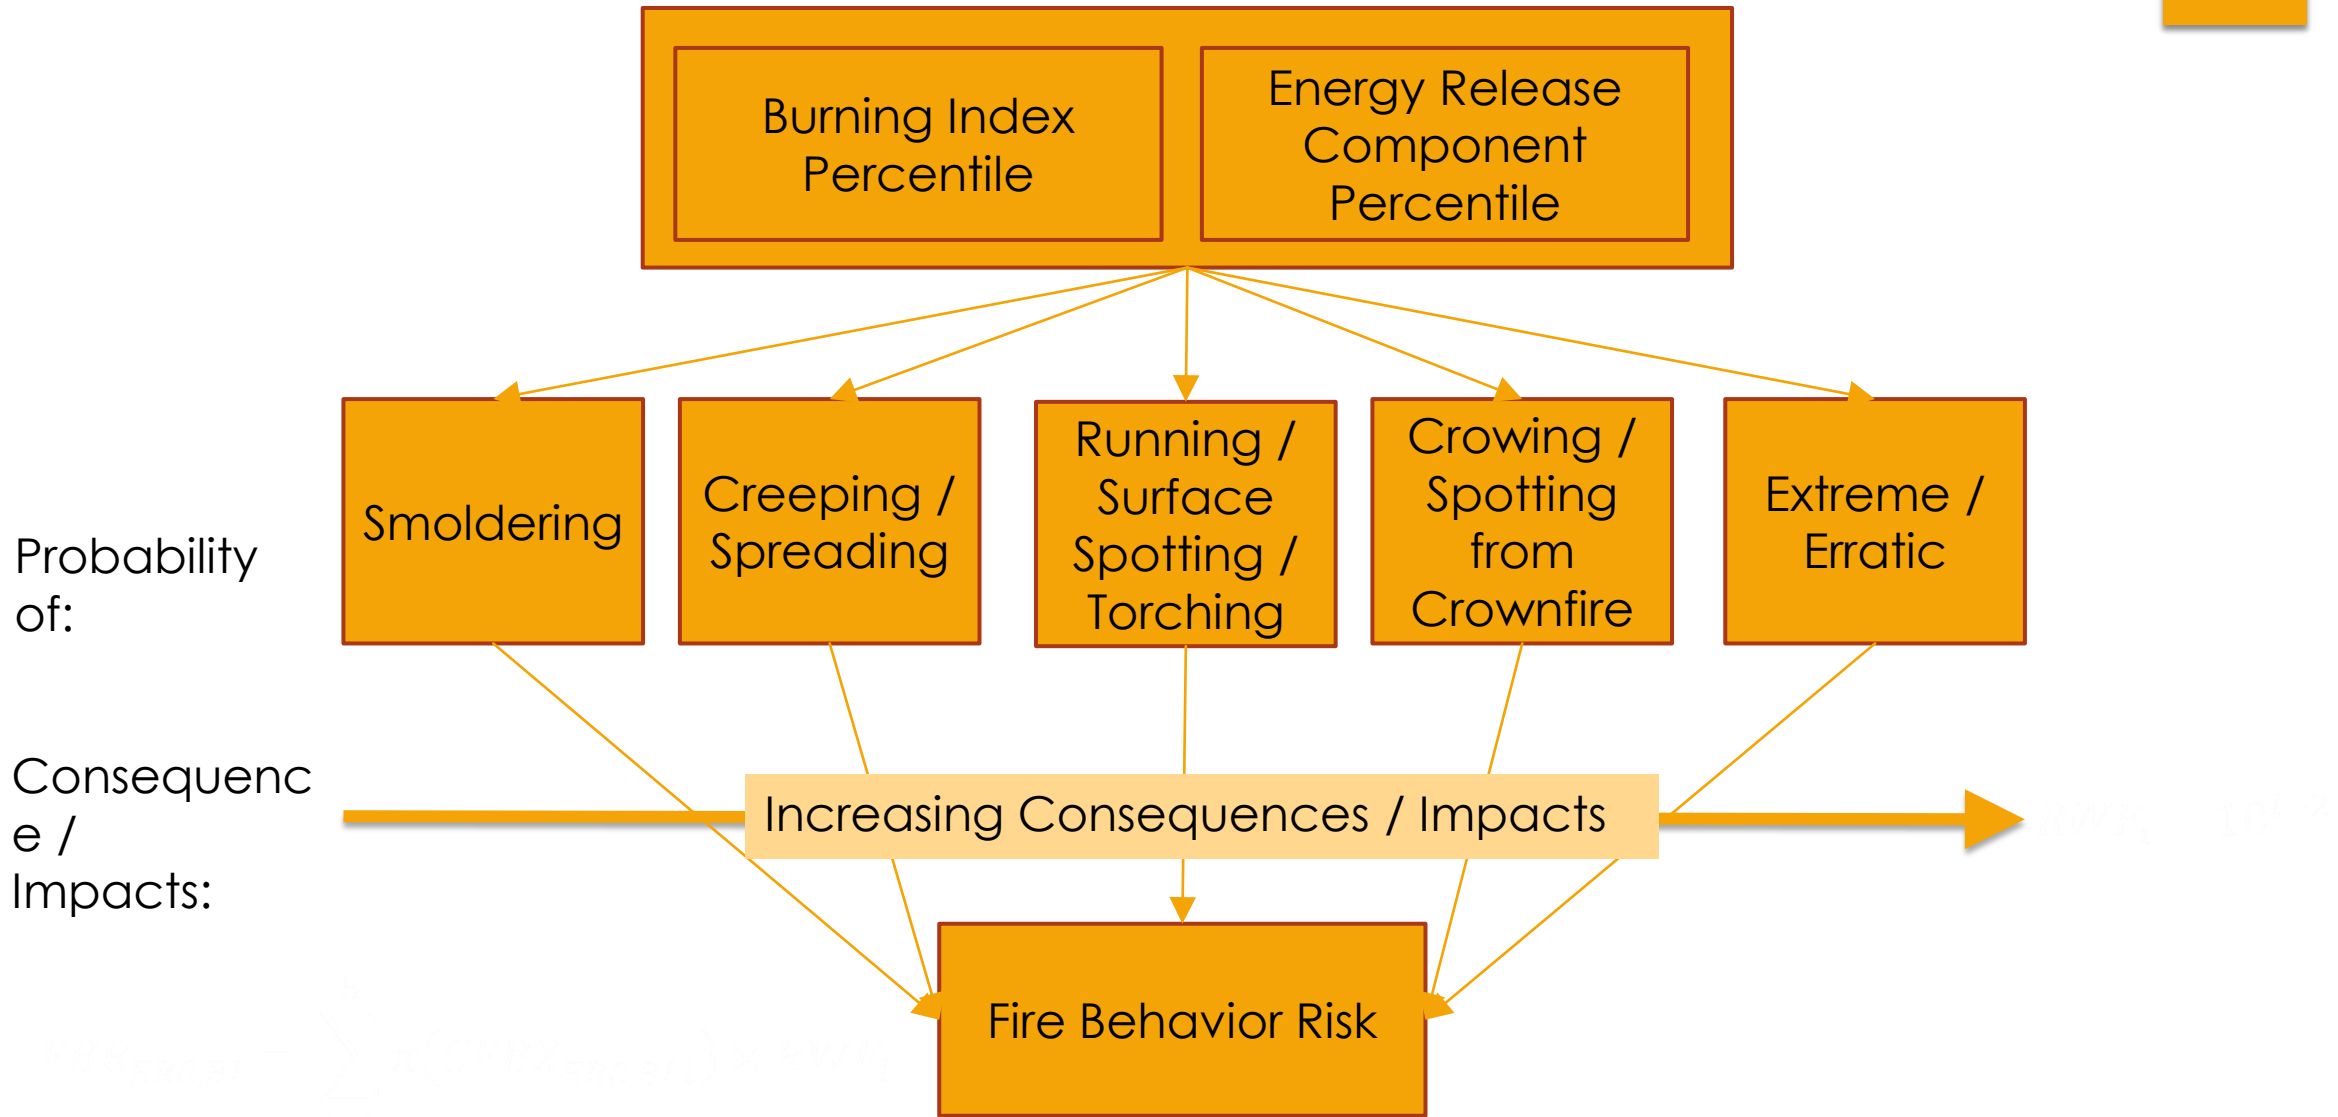 Burning Index
Percentile
Energy Release
Component
Percentile
Probability
of:
Smoldering
Creeping /
Spreading
Running /
Surface
Spotting /
Torching
Crowing /
Spotting
from
Crownfire
Extreme /
Erratic
Consequenc
e /
Impacts:
Increasing Consequences / Impacts
Fire Behavior Risk